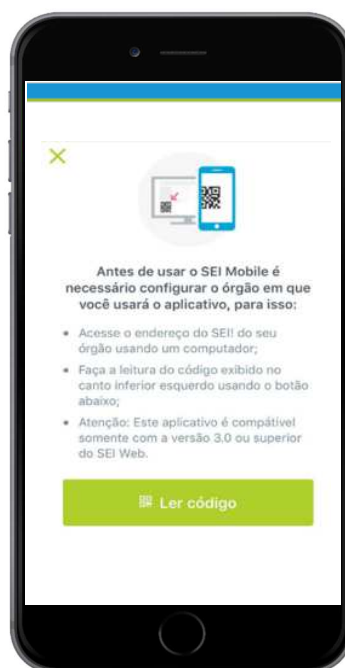 Antes de usar o SEI Mobile é
necessário configurar o órgão em que
você usará o aplicativo, para isso:
Acesse o endereço do SEI! do seu
órgão usando um computador;
Faça a leitura do código exibido no
canto inferior esquerdo usando o botão
abaixo;
Atenção: Este aplicativo é compátivel
somente com a versão 3.0 ou superior
do SEI Web.
Ler código